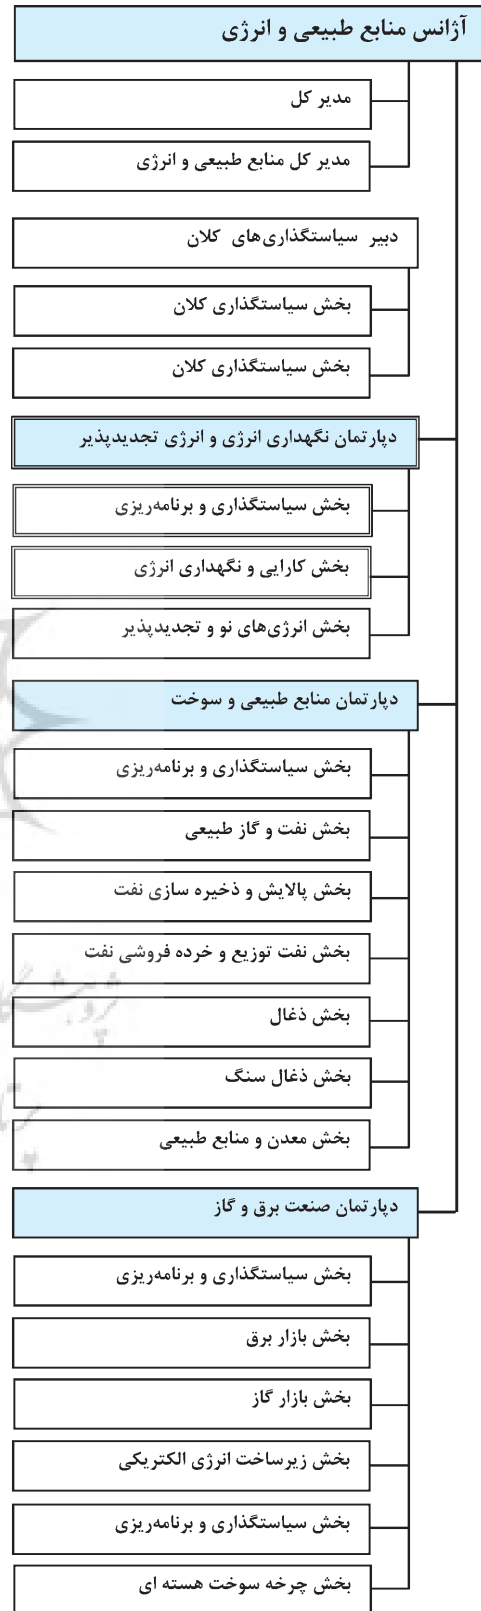 آژانس منابع طبیعی و انرژی
مدیر کل
مدیر کل منابع طبیعی و انرژی
دبیر سیاستگذاری‌های کلان
بخش سیاستگذاری کلان
بخش سیاستگذاری کلان
دپارتمان نگهداری انرژی و انرژی تجدیدپذیر
بخش سیاستگذاری و برنامه‌ریزی
بخش کارایی و نگهداری انرژی
بخش انرژی‌های نو و تجدیدپذیر
دپارتمان منابع طبیعی و سوخت
بخش سیاستگذاری و برنامه‌ریزی
بخش نفت و گاز طبیعی
بخش پالایش و ذخیره سازی نفت
بخش نفت توزیع و خرده فروشی نفت
بخش ذغال
بخش ذغال سنگ
بخش معدن و منابع طبیعی
دپارتمان صنعت برق و گاز
بخش سیاستگذاری و برنامه‌ریزی
بخش بازار برق
بخش بازار گاز
بخش زیرساخت انرژی الکتریکی
بخش سیاستگذاری و برنامه‌ریزی
بخش چرخه سوخت هسته ای